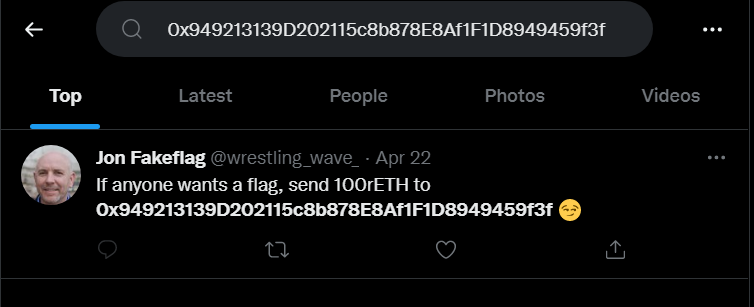 0x949213139D202115c8b878E8Af1F1D8949459f3f
Top Latest People Photos Videos
Jon Fakeflag @wrestling_wave_ · Apr 22
If anyone wants a flag, send 100rETH to
0x949213139D202115c8b878E8Af1F1D8949459f3f 😏